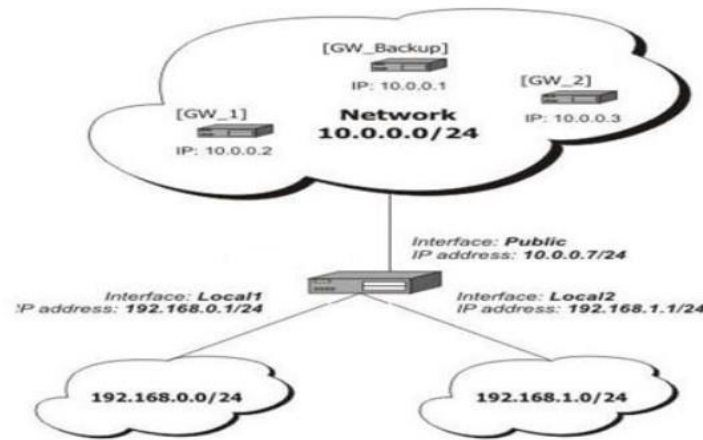 [GW_Backup]
IP: 10.0.0.1
[GW_1]
IP: 10.0.0.2
[GW_2]
IP: 10.0.0.3
Network
10.0.0.0/24
Interface: Public
IP address: 10.0.0.7/24
Interface: Local1
IP address: 192.168.0.1/24
Interface: Local2
IP address: 192.168.1.1/24
192.168.0.0/24
192.168.1.0/24